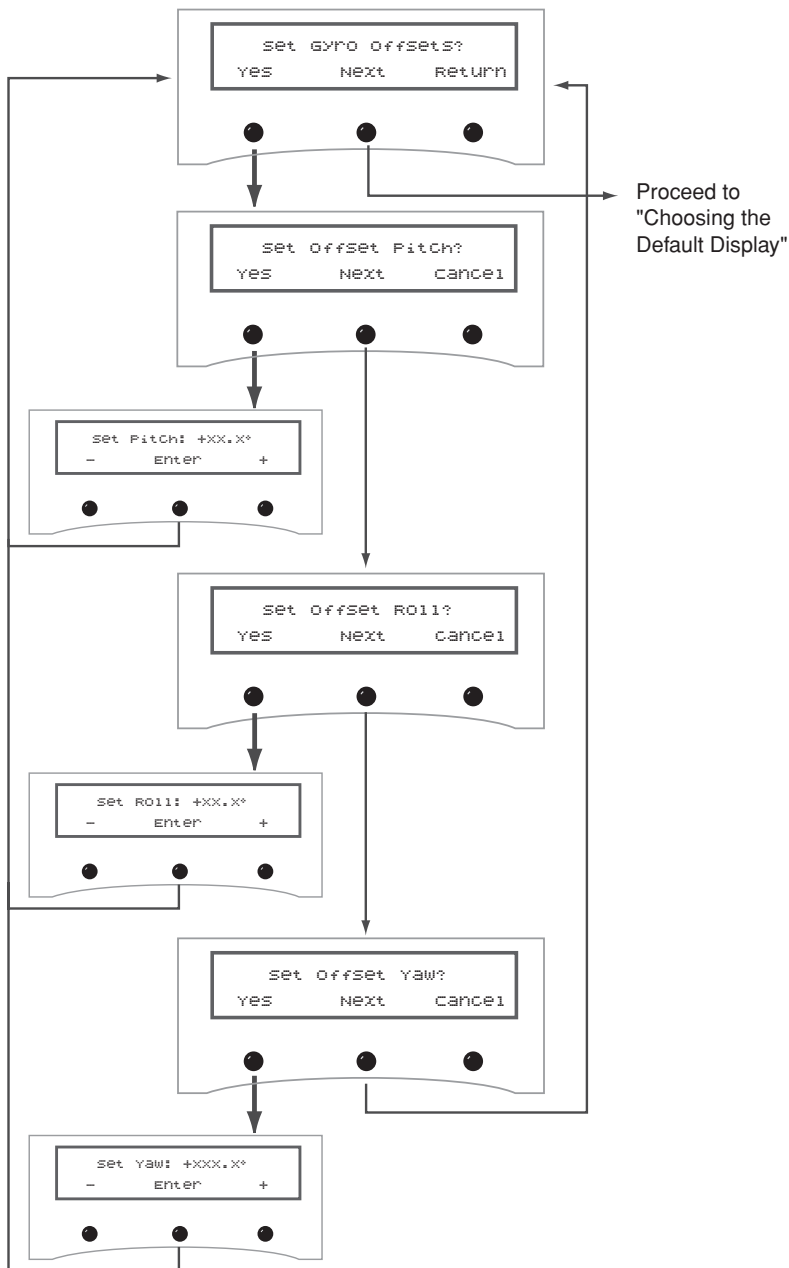 Set Gyro Offsets?
Yes Next Return
Proceed to
"Choosing the
Default Display"
Set Offset Pitch?
Yes Next Cancel
Set Pitch: +XX.X°
- Enter +
Set Offset Roll?
Yes Next Cancel
Set Roll: +XX.X°
- Enter +
Set Offset Yaw?
Yes Next Cancel
Set Yaw: +XXX.X°
- Enter +